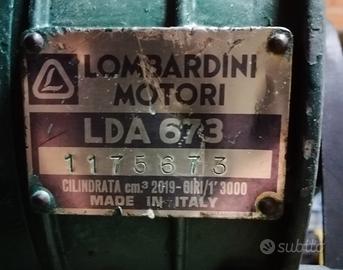 LOMBARDINI
MOTORI
LDA 673
1175673
CILINDRATA cm.³ 2019-GIRI/1' 3000
MADE IN ITALY
subito